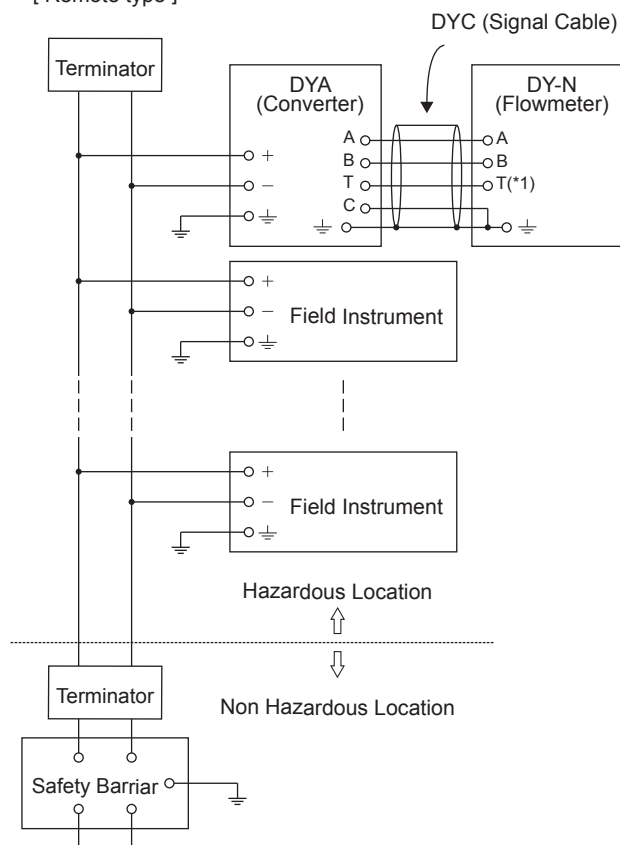 [ Remote type ]
DYC (Signal Cable)
Terminator
DYA
(Converter)
DY-N
(Flowmeter)
+
−
A
B
T
C
A
B
T(*1)
+
−
Field Instrument
+
−
Field Instrument
Hazardous Location
Non Hazardous Location
Terminator
Safety Barriar